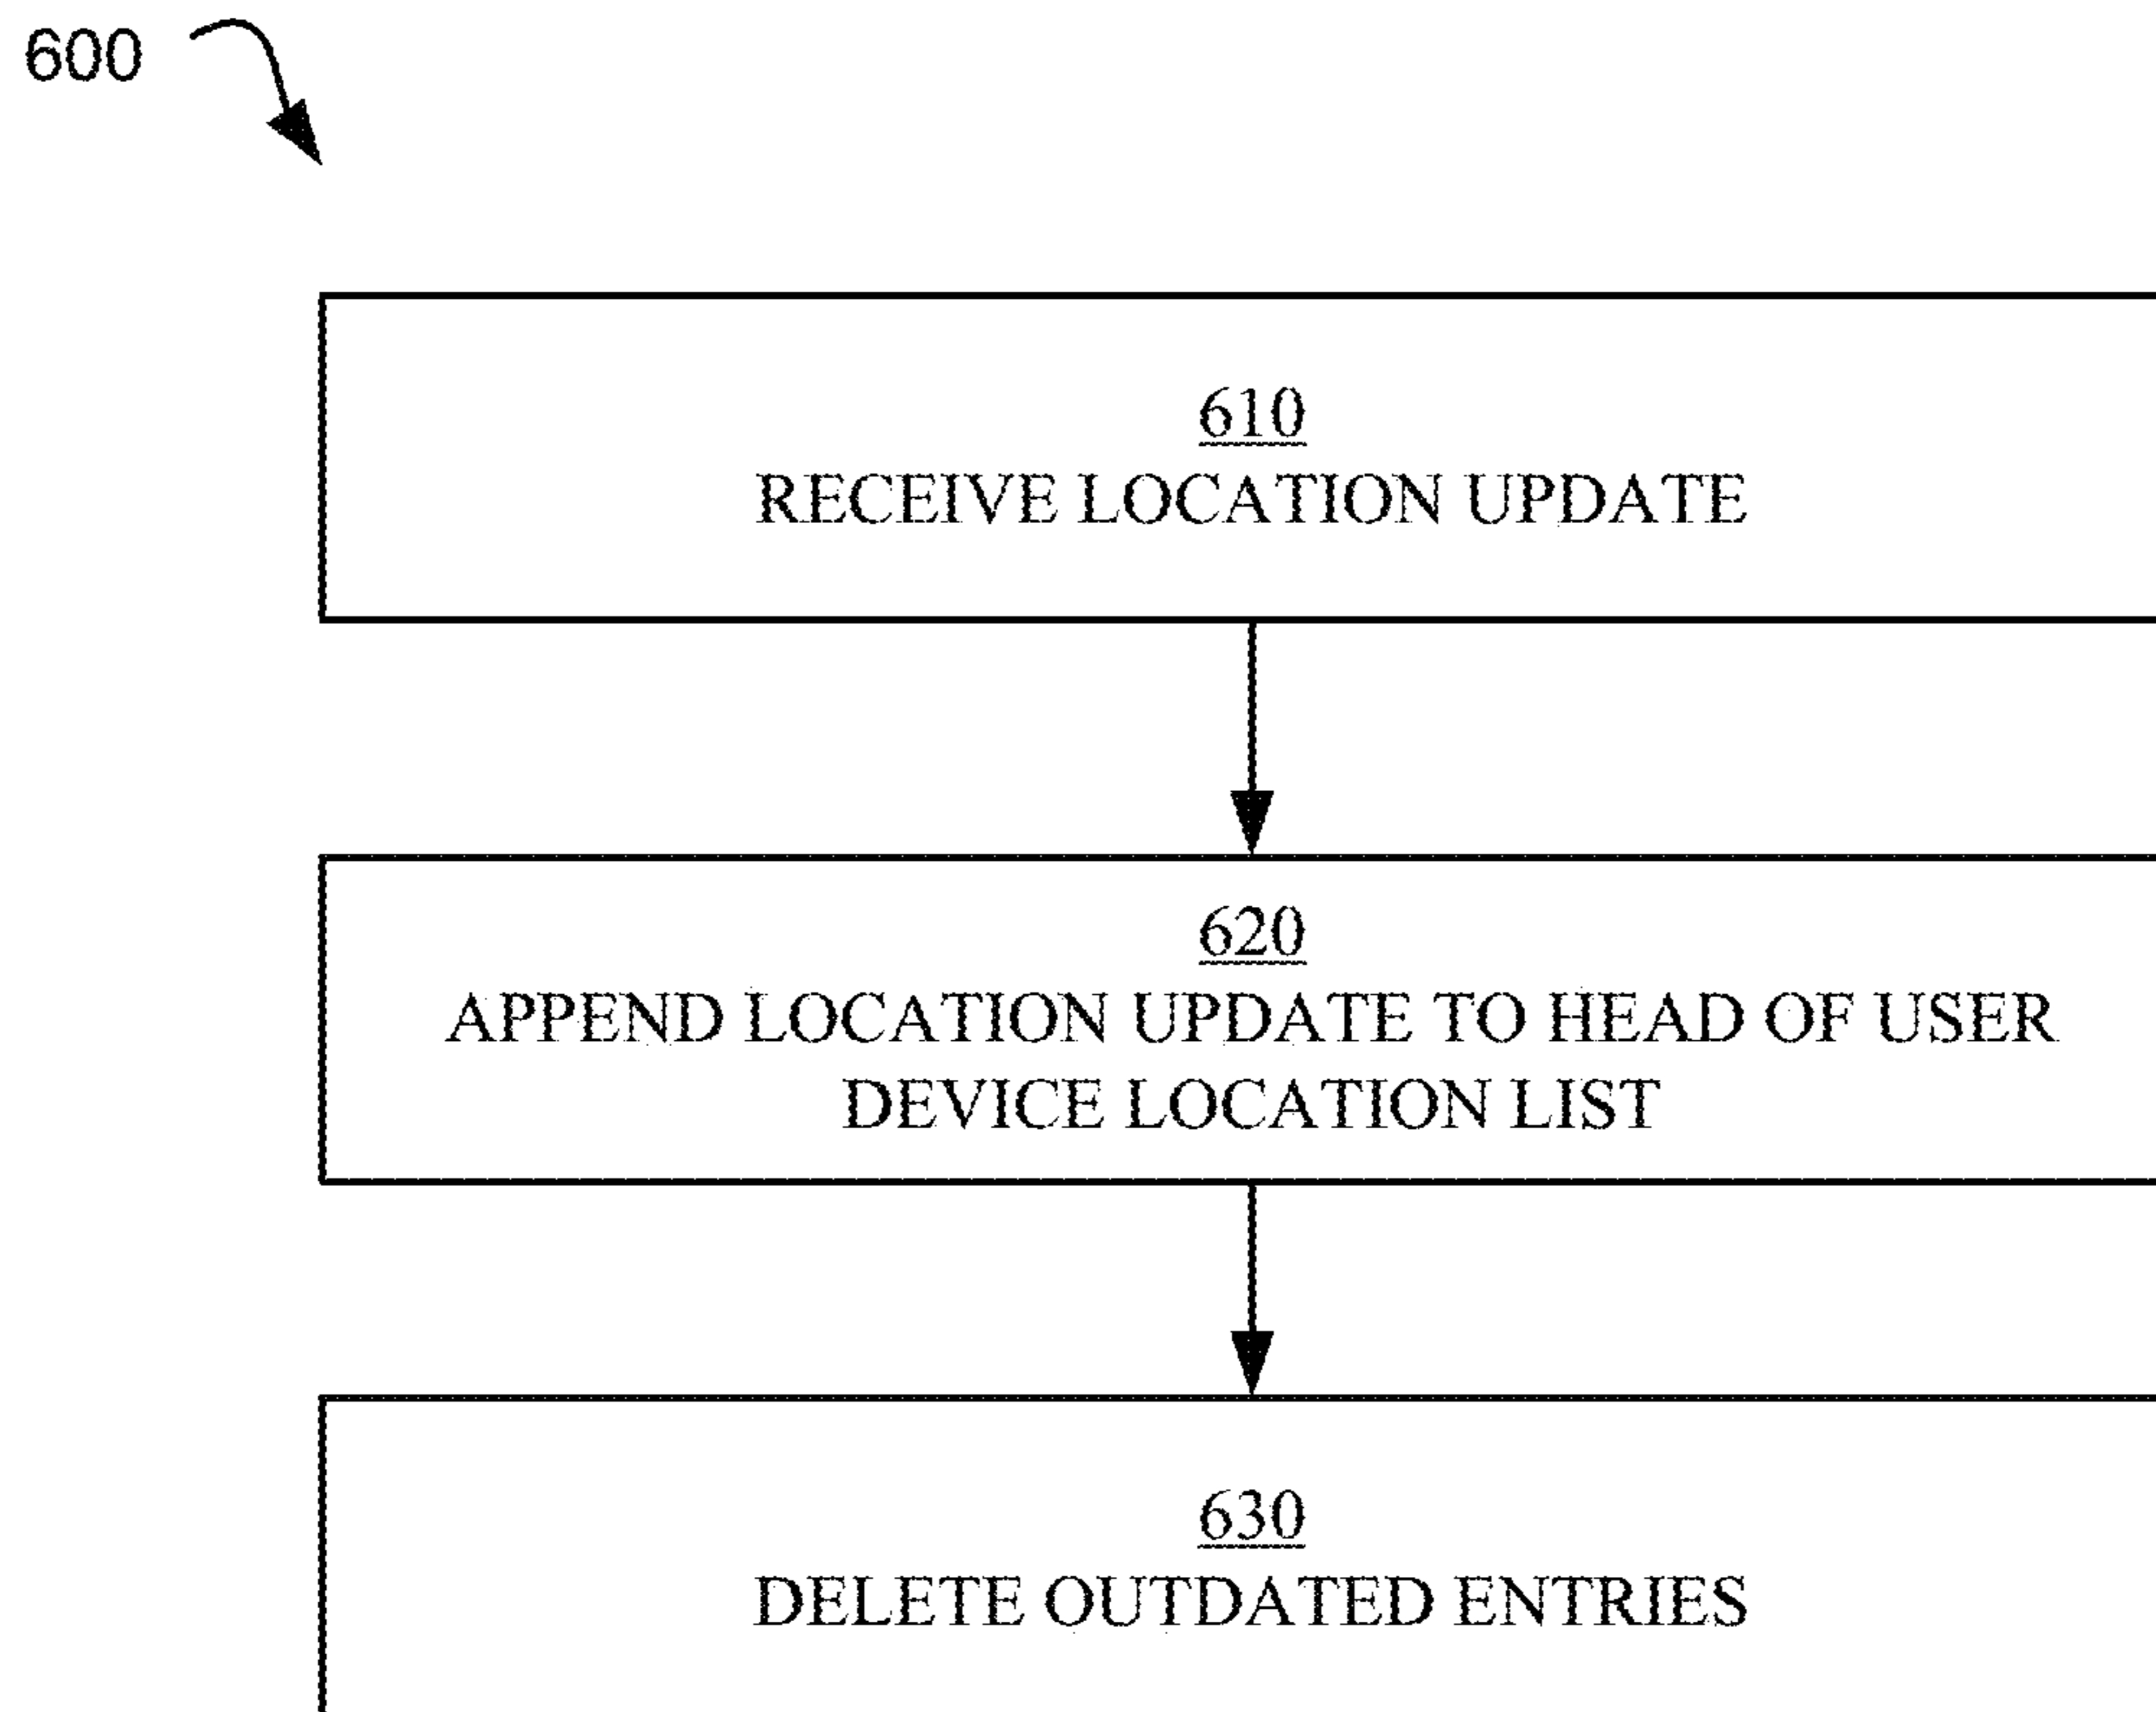 600
610
RECEIVE LOCATION UPDATE
620
APPEND LOCATION UPDATE TO HEAD OF USER
DEVICE LOCATION LIST
630
DELETE OUTDATED ENTRIES